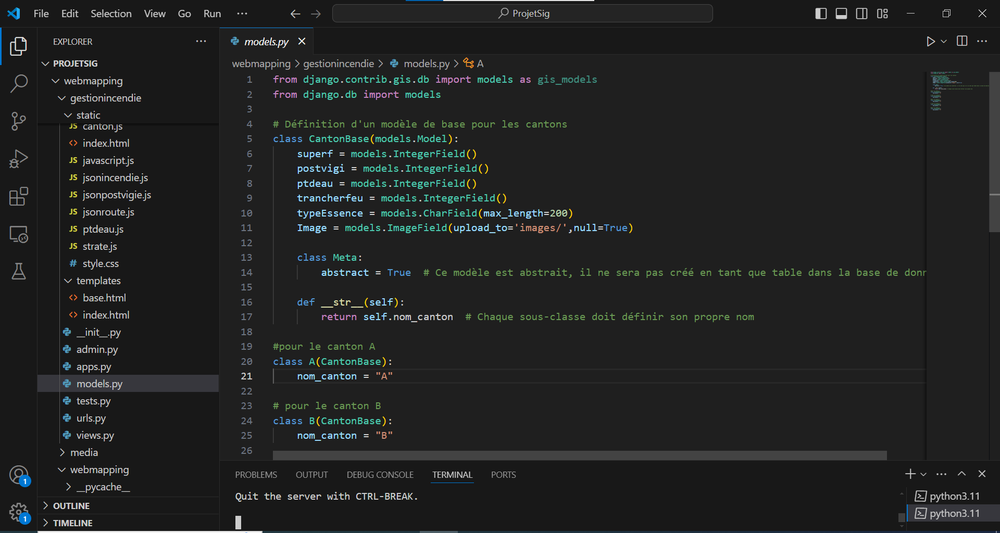 File Edit Selection View Go Run ···
ProjetSig
EXPLORER
PROJETSIG
webmapping
gestionincendie
static
canton.js
index.html
javascript.js
jsonincendie.js
jsonpostvigie.js
jsonroute.js
ptdeau.js
strate.js
style.css
templates
base.html
index.html
__init__.py
admin.py
apps.py
models.py
tests.py
urls.py
views.py
media
webmapping
__pycache__
OUTLINE
TIMELINE
1
1
models.py
webmapping > gestionincendie > models.py > A
1 from django.contrib.gis.db import models as gis_models
2 from django.db import models
3
4 # Définition d'un modèle de base pour les cantons
5 class CantonBase(models.Model):
6 superf = models.IntegerField()
7 postvigi = models.IntegerField()
8 ptdeau = models.IntegerField()
9 trancherfeu = models.IntegerField()
10 typeEssence = models.CharField(max_length=200)
11 Image = models.ImageField(upload_to='images/',null=True)
12
13 class Meta:
14 abstract = True # Ce modèle est abstrait, il ne sera pas créé en tant que table dans la base de donn
15
16 def __str__(self):
17 return self.nom_canton # Chaque sous-classe doit définir son propre nom
18
19 #pour le canton A
20 class A(CantonBase):
21 nom_canton = "A"
22
23 # pour le canton B
24 class B(CantonBase):
25 nom_canton = "B"
26
PROBLEMS OUTPUT DEBUG CONSOLE TERMINAL PORTS
Quit the server with CTRL-BREAK.
python3.11
python3.11